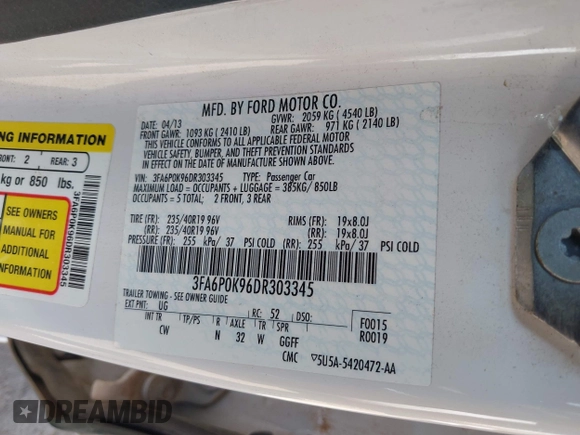 MFD. BY FORD MOTOR CO.
DATE: 04/13 GVWR: 2059 KG ( 4540 LB)
FRONT GAWR: 1093 KG ( 2410 LB) REAR GAWR: 971 KG ( 2140 LB)
THIS VEHICLE CONFORMS TO ALL APPLICABLE FEDERAL MOTOR
VEHICLE SAFETY, BUMPER, AND THEFT PREVENTION STANDARDS
IN EFFECT ON THE DATE OF MANUFACTURE SHOWN ABOVE.
VIN: 3FA6P0K96DR303345 TYPE: Passenger Car
MAXIMUM LOAD = OCCUPANTS + LUGGAGE = 385KG/ 850LB
OCCUPANTS = 5 TOTAL; 2 FRONT, 3 REAR
TIRE (FR): 235/40R19 96V RIMS (FR): 19x8.0J
(RR): 235/40R19 96V (RR): 19x8.0J
PRESSURE (FR): 255 kPa/ 37 PSI COLD (RR): 255 kPa/ 37 PSI COLD
3FA6P0K96DR303345
TRAILER TOWING - SEE OWNER GUIDE
EXT PNT: UG RC: 52 DSO: F0015
INT TR TP/PS R AXLE TR SPR R0019
CW N 32 W GGFF
CMC ▽5U5A-5420472-AA
NG INFORMATION
FRONT: 2 REAR: 3
kg or 850 lbs.
SEE OWNERS
MANUAL FOR
ADDITIONAL
INFORMATION
3FA6P0K96DR303345
DREAMBID